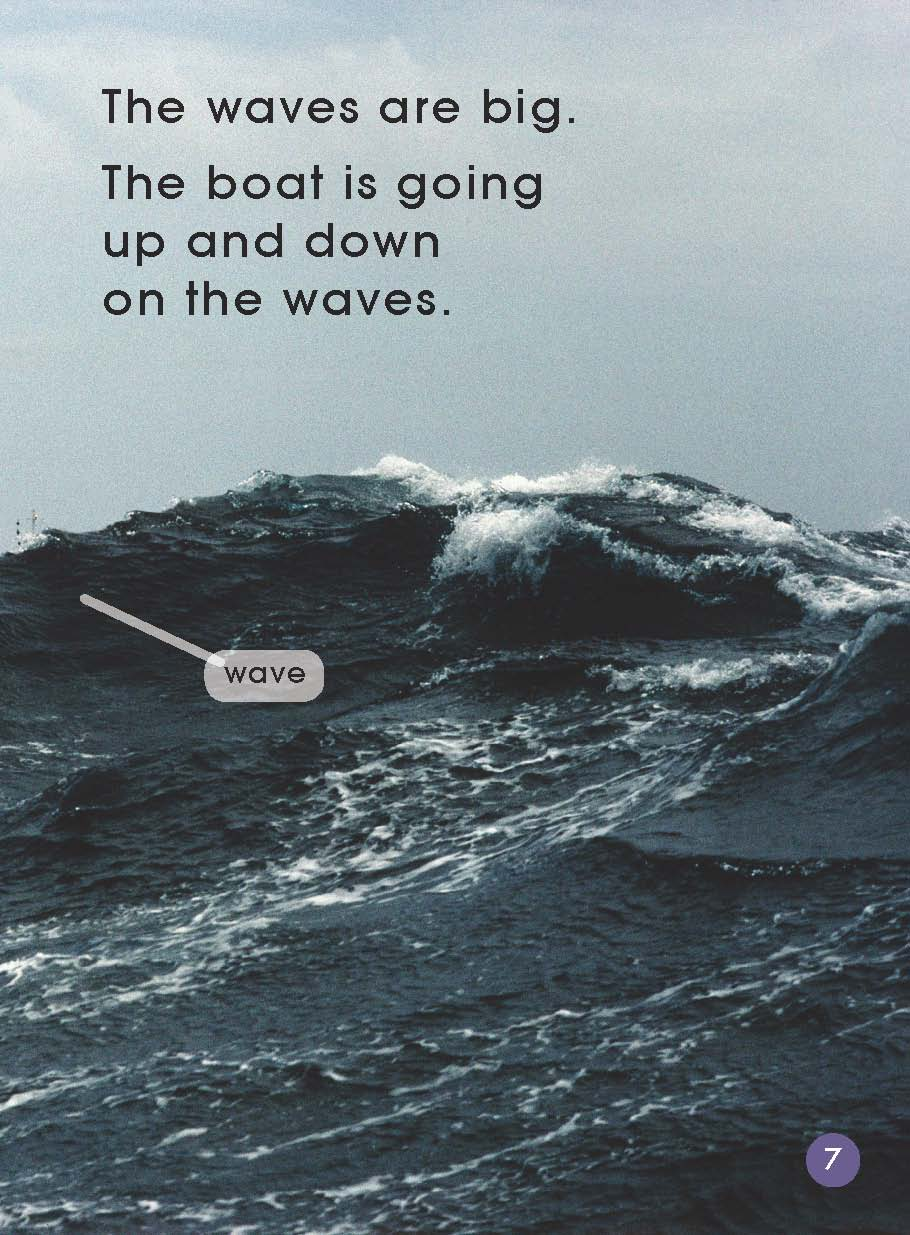 The waves are big.
The boat is going
up and down
on the waves.
wave
7